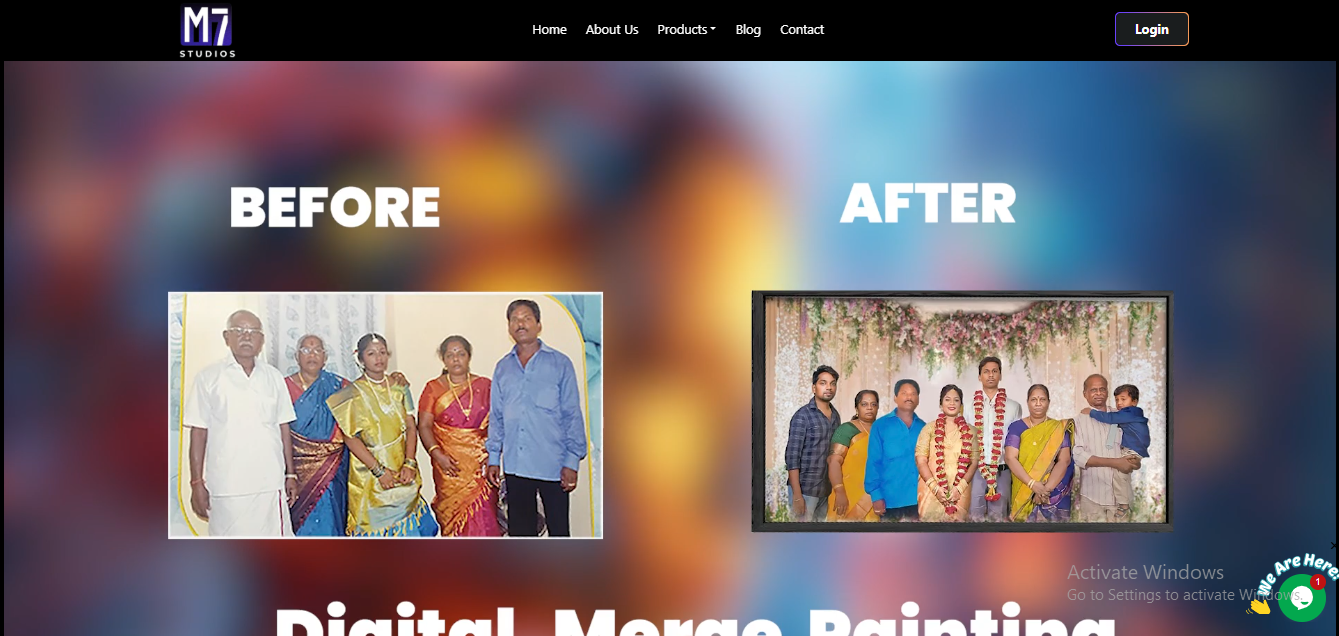 M7
STUDIOS
Home About Us Products Blog Contact Login
BEFORE AFTER
Activate Windows
Go to Settings to activate Windows.
We Are Here!
1
Digital Merge Painting